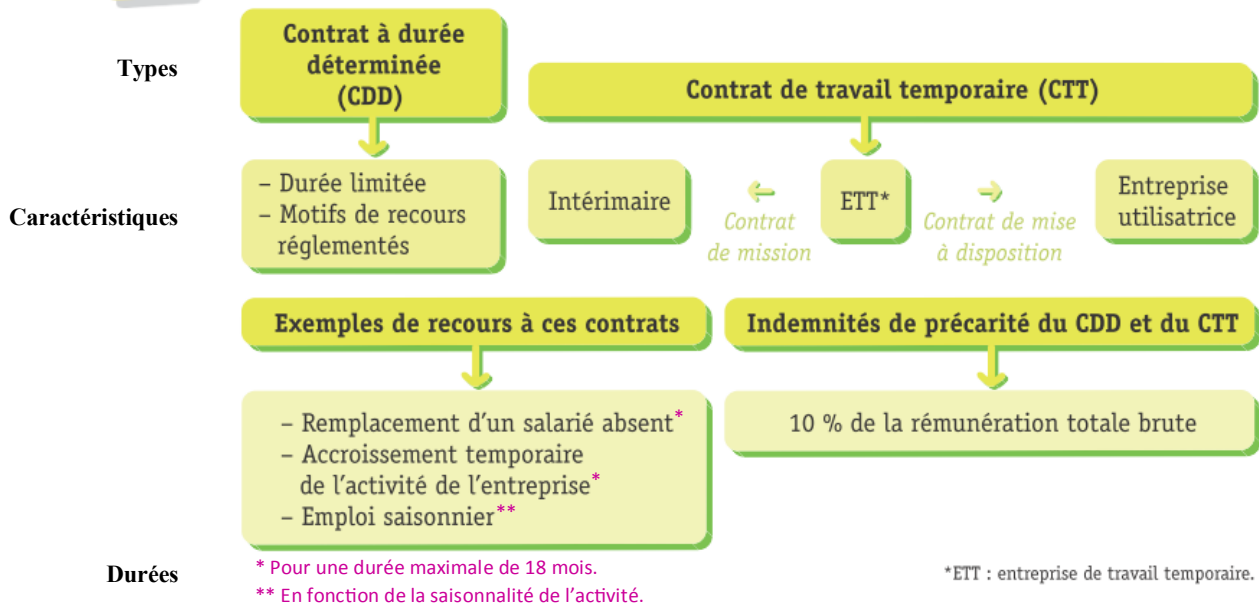 Types
Contrat à durée
déterminée
(CDD)
Contrat de travail temporaire (CTT)
Caractéristiques
– Durée limitée
– Motifs de recours
réglementés
Intérimaire
Contrat
de mission
ETT*
Contrat de mise
à disposition
Entreprise
utilisatrice
Exemples de recours à ces contrats
– Remplacement d'un salarié absent*
– Accroissement temporaire
de l'activité de l'entreprise*
– Emploi saisonnier**
Indemnités de précarité du CDD et du CTT
10 % de la rémunération totale brute
Durées
* Pour une durée maximale de 18 mois.
** En fonction de la saisonnalité de l'activité.
*ETT : entreprise de travail temporaire.